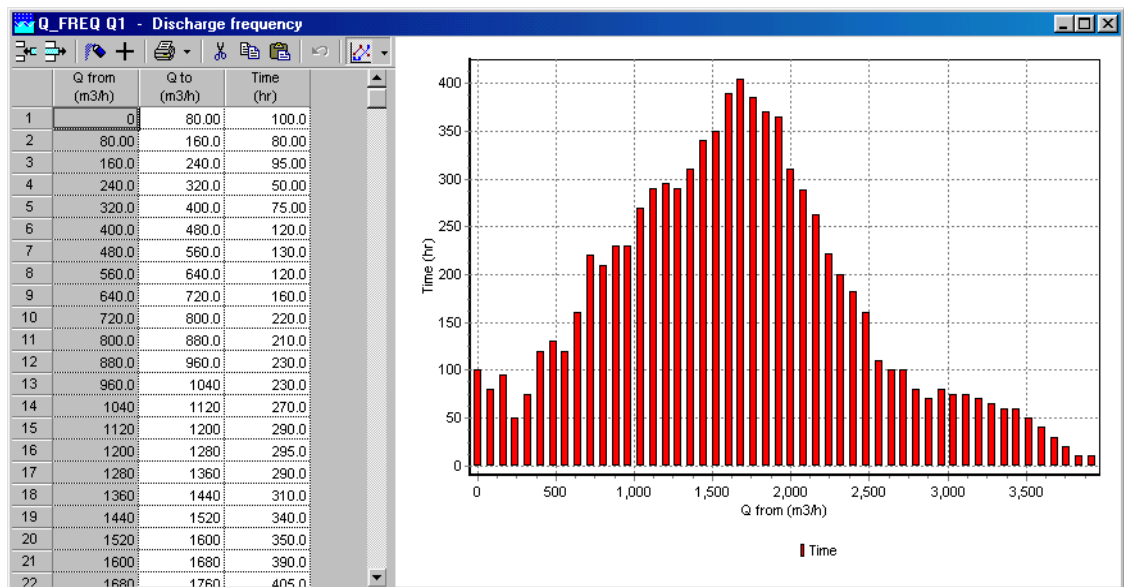 Q_FREQ Q1 - Discharge frequency
Q from (m3/h) Q to (m3/h) Time (hr)
1 0 80.00 100.0
2 80.00 160.0 80.00
3 160.0 240.0 95.00
4 240.0 320.0 50.00
5 320.0 400.0 75.00
6 400.0 480.0 120.0
7 480.0 560.0 130.0
8 560.0 640.0 120.0
9 640.0 720.0 160.0
10 720.0 800.0 220.0
11 800.0 880.0 210.0
12 880.0 960.0 230.0
13 960.0 1040 230.0
14 1040 1120 270.0
15 1120 1200 290.0
16 1200 1280 295.0
17 1280 1360 290.0
18 1360 1440 310.0
19 1440 1520 340.0
20 1520 1600 350.0
21 1600 1680 390.0
22 1680 1760 405.0
Time (hr)
400
350
300
250
200
150
100
50
0
0 500 1,000 1,500 2,000 2,500 3,000 3,500
Q from (m3/h)
Time